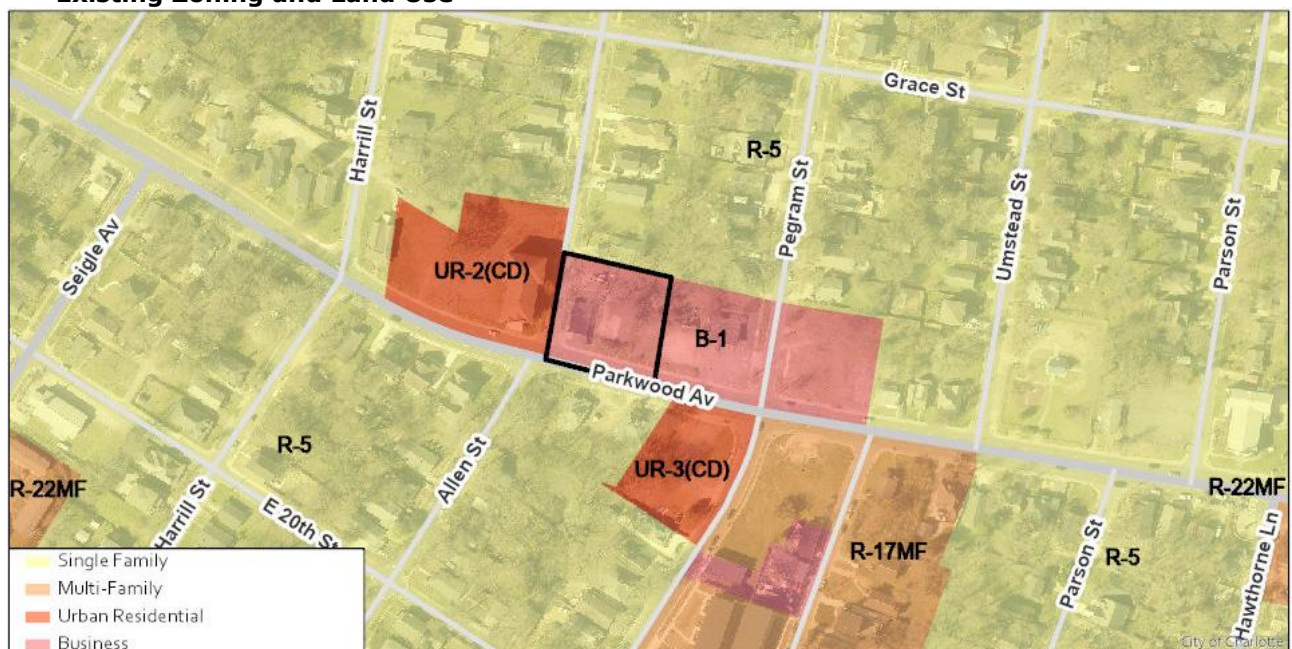 Existing Zoning and Land Use
Grace St
Harrill St
R-5
Pegram St
Umstead St
Parson St
Seigle Av
UR-2(CD)
B-1
Parkwood Av
R-5
Allen St
UR-3(CD)
R-22MF
R-22MF
Harrill St
E 20th St
R-17MF
Parson St
R-5
Hawthorne Ln
Single Family
Multi-Family
Urban Residential
Business
City of Charlotte